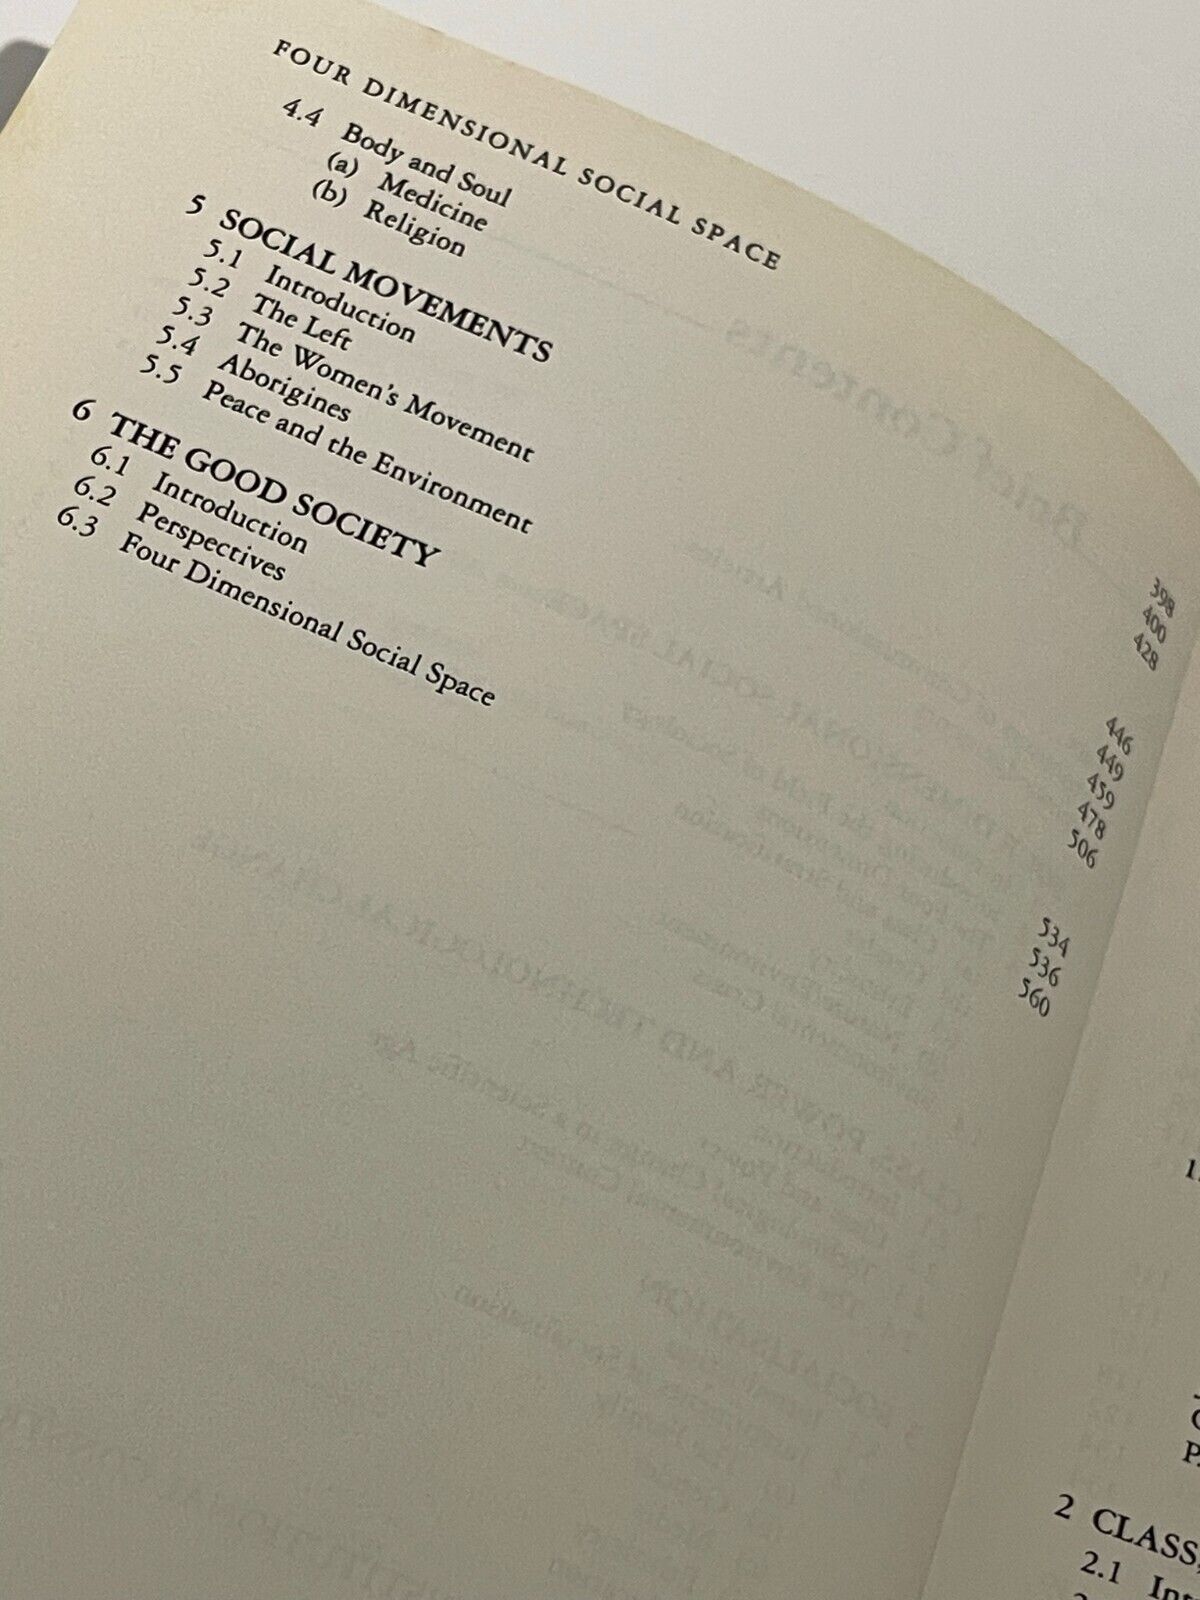 FOUR DIMENSIONAL SOCIAL SPACE
4.4 Body and Soul 398
(a) Medicine 400
(b) Religion 428
5 SOCIAL MOVEMENTS
5.1 Introduction 446
5.2 The Left 449
5.3 The Women's Movement 459
5.4 Aborigines 478
5.5 Peace and the Environment 506
6 THE GOOD SOCIETY
6.1 Introduction 534
6.2 Perspectives 536
6.3 Four Dimensional Social Space 560
2 CLASS,
2.1